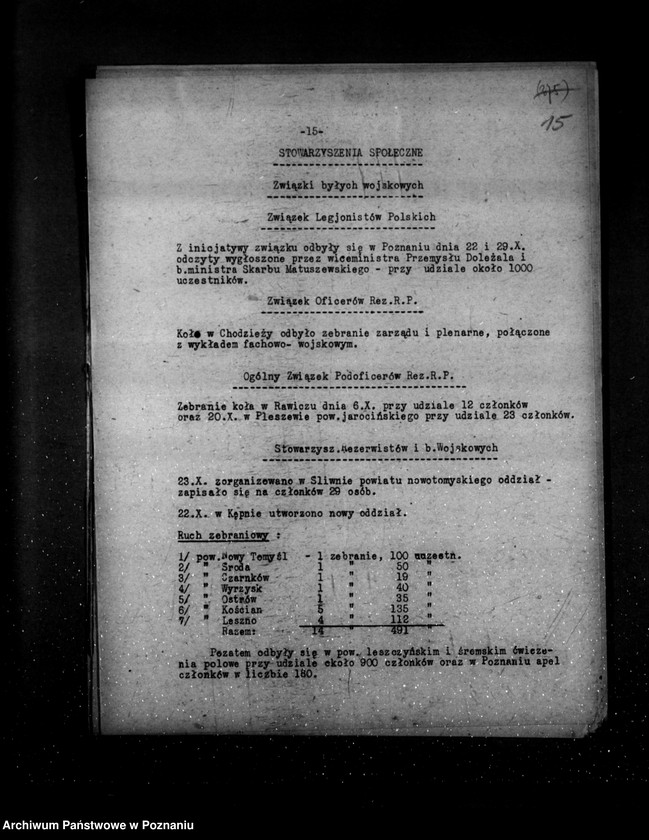 (275)
15
-15-
STOWARZYSZENIA SPOŁECZNE
Związki byłych wojskowych
Związek Legjonistów Polskich
Z inicjatywy związku odbyły się w Poznaniu dnia 22 i 29.X.
odczyty wygłoszone przez wiceministra Przemysłu Doleżala i
b.ministra Skarbu Matuszewskiego - przy udziale około 1000
uczestników.
Związek Oficerów Rez.R.P.
Koło w Chodzieży odbyło zebranie zarządu i plenarne, połączone
z wykładem fachowo- wojskowym.
Ogólny Związek Podoficerów Rez.R.P.
Zebranie koła w Rawiczu dnia 6.X. przy udziale 12 członków
oraz 20.X. w Pleszewie pow.jarocińskiego przy udziale 23 członków.
Stowarzysz.Rezerwistów i b.Wojskowych
23.X. zorganizowano w Sliwnie powiatu nowotomyskiego oddział -
zapisało się na członków 29 osób.
22.X. w Kępnie utworzono nowy oddział.
Ruch zebraniowy :
1/ pow.Nowy Temyśl - 1 zebranie, 100 uczestn.
2/ " Środa 1 " 50 "
3/ " Czarnków 1 " 19 "
4/ " Wyrzysk 1 " 40 "
5/ " Ostrów 1 " 35 "
6/ " Kościan 5 " 135 "
7/ " Leszno 4 " 112 "
Razem: 14 " 491 "
Pozatem odbyły się w pow. leszczyńskim i śremskim ćwicze-
nia polowe przy udziale około 900 członków oraz w Poznaniu apel
członków w liczbie 180.
Archiwum Państwowe w Poznaniu